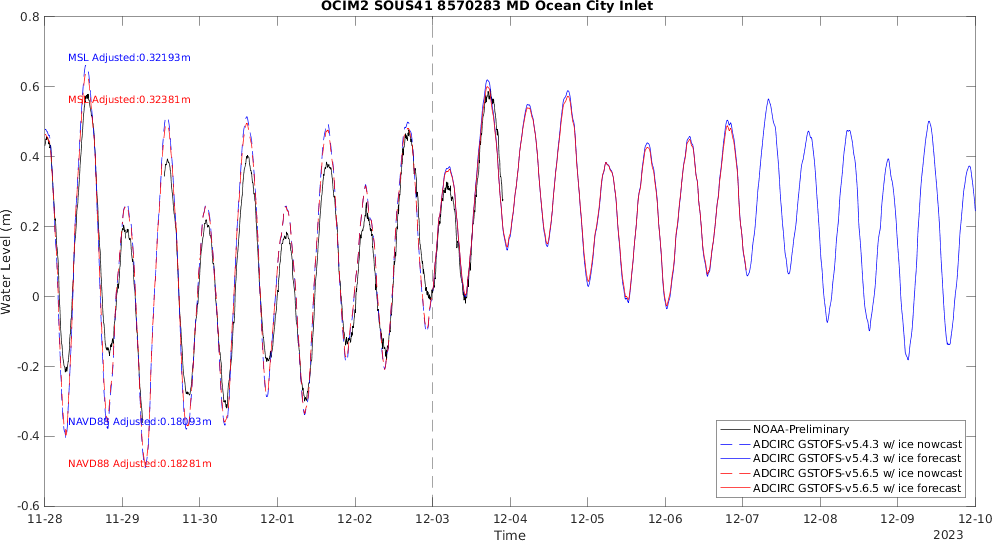 OCIM2 SOUS41 8570283 MD Ocean City Inlet
0.8
0.6
0.4
0.2
0
-0.2
-0.4
-0.6
Water Level (m)
MSL Adjusted:0.32193m
MSL Adjusted:0.32381m
NAVD88 Adjusted:0.18093m
NAVD88 Adjusted:0.18281m
NOAA-Preliminary
ADCIRC GSTOFS-v5.4.3 w/ ice nowcast
ADCIRC GSTOFS-v5.4.3 w/ ice forecast
ADCIRC GSTOFS-v5.6.5 w/ ice nowcast
ADCIRC GSTOFS-v5.6.5 w/ ice forecast
11-28 11-29 11-30 12-01 12-02 12-03 12-04 12-05 12-06 12-07 12-08 12-09 12-10
Time
2023